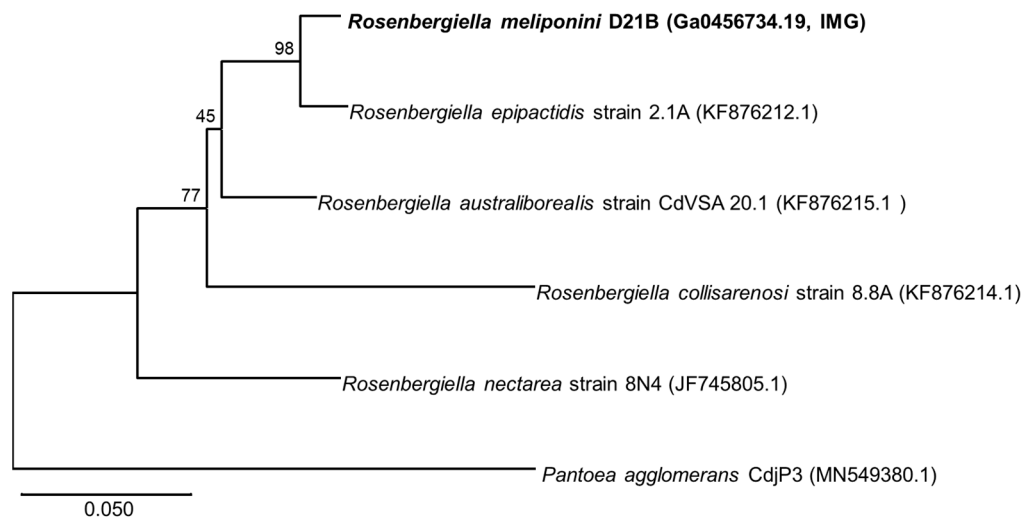 Rosenbergiella meliponini D21B (Ga0456734.19, IMG)
98
Rosenbergiella epipactidis strain 2.1A (KF876212.1)
45
77
Rosenbergiella australiborealis strain CdVSA 20.1 (KF876215.1 )
Rosenbergiella collisarenosi strain 8.8A (KF876214.1)
Rosenbergiella nectarea strain 8N4 (JF745805.1)
Pantoea agglomerans CdjP3 (MN549380.1)
0.050